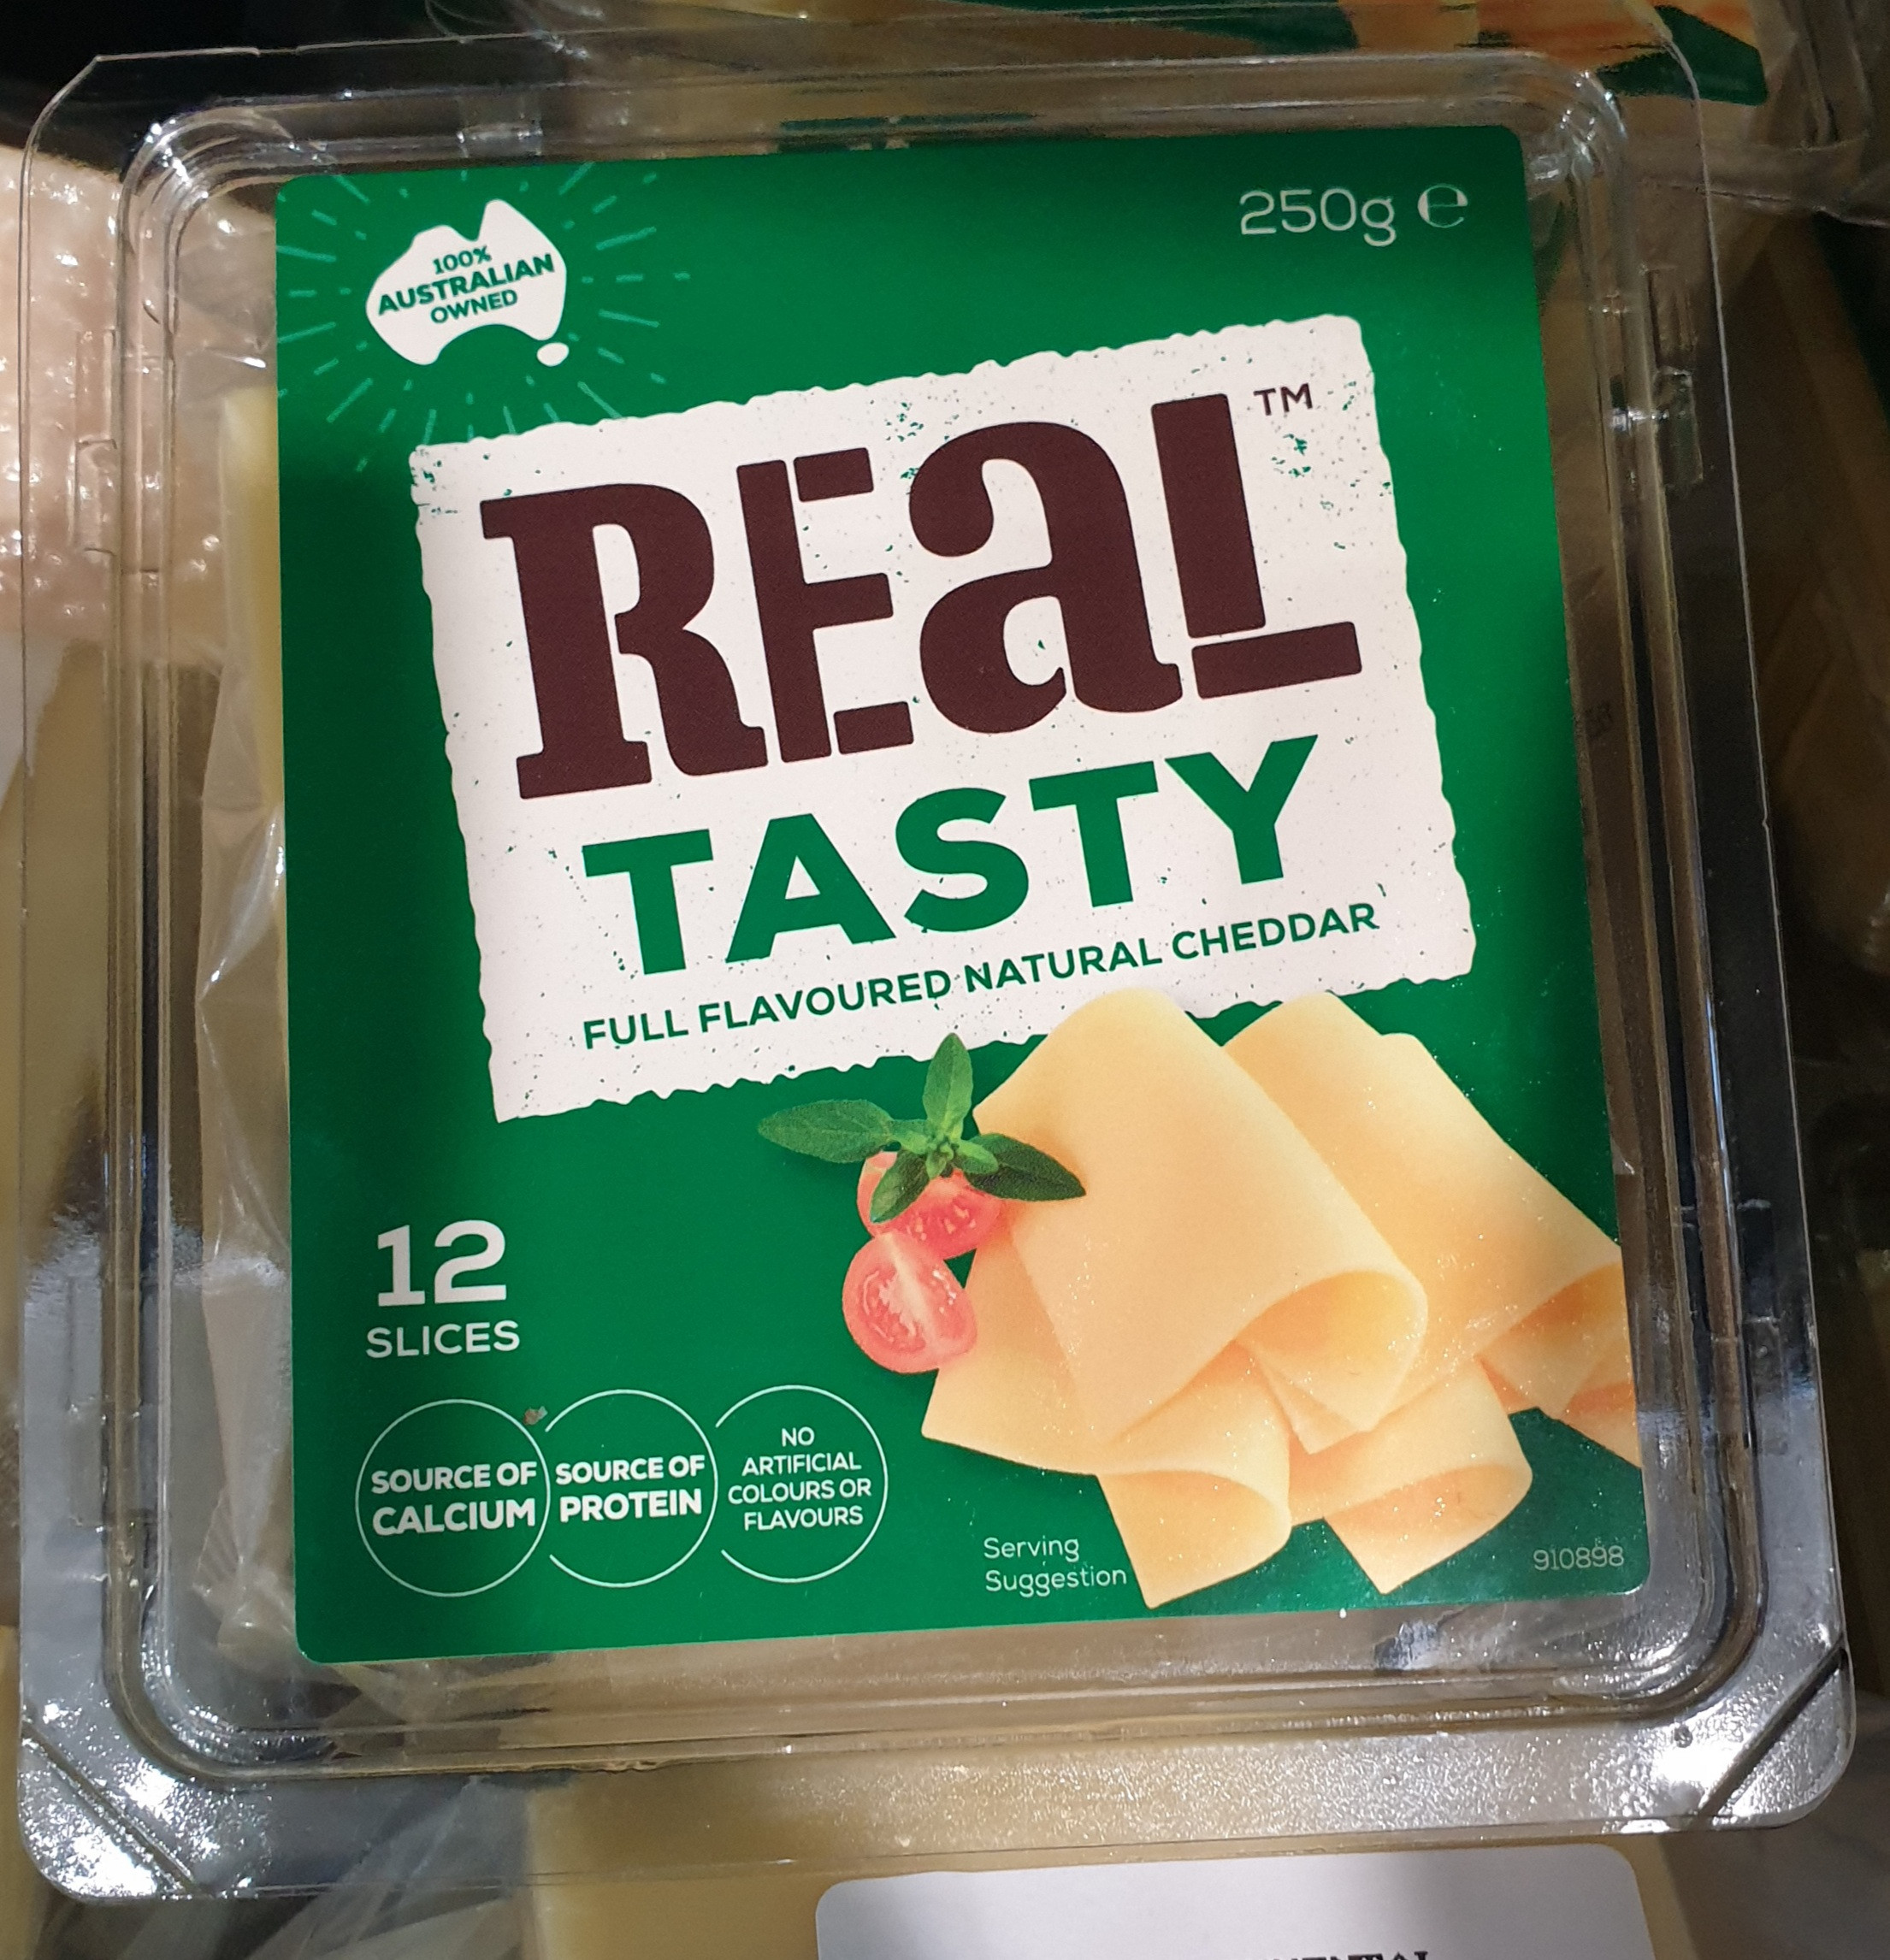 100%
AUSTRALIAN
OWNED
250g ℮
REAL™
TASTY
FULL FLAVOURED NATURAL CHEDDAR
12
SLICES
SOURCE OF
CALCIUM
SOURCE OF
PROTEIN
NO
ARTIFICIAL
COLOURS OR
FLAVOURS
Serving
Suggestion
910898